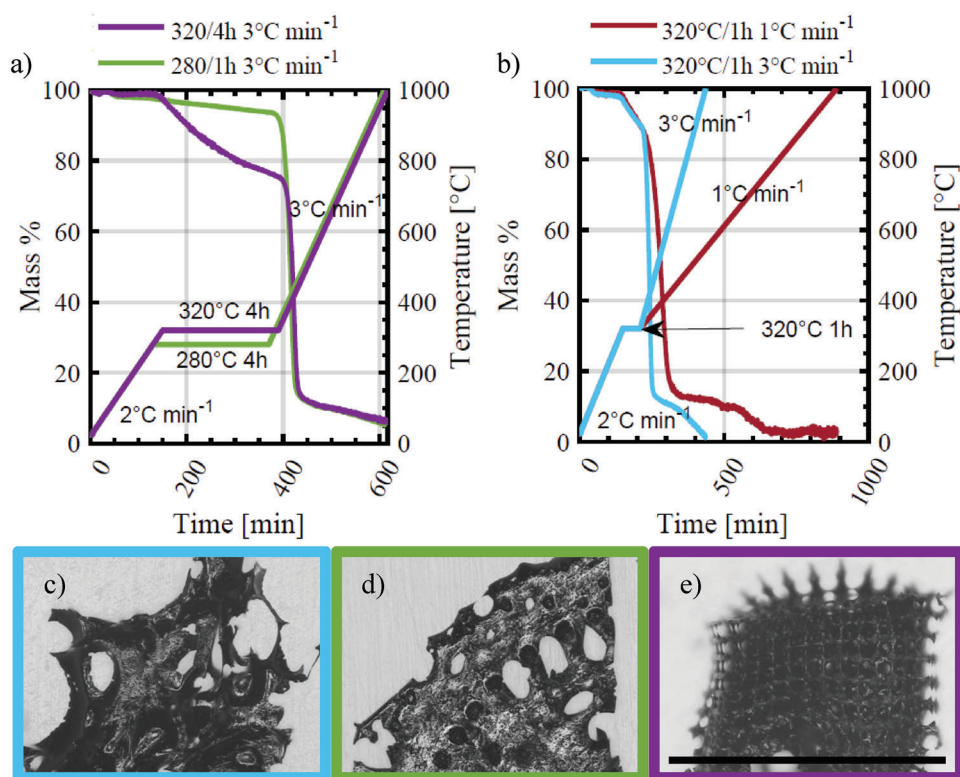 320/4h 3°C min-1
280/1h 3°C min-1
320°C/1h 1°C min-1
320°C/1h 3°C min-1
a)
b)
100
80
60
40
20
0
Mass %
1000
800
600
400
200
0
Temperature [°C]
3°C min-1
320°C 4h
280°C 4h
2°C min-1
0
200
400
600
Time [min]
100
80
60
40
20
0
Mass %
1000
800
600
400
200
0
Temperature [°C]
3°C min-1
1°C min-1
320°C 1h
2°C min-1
0
500
1000
Time [min]
c)
d)
e)